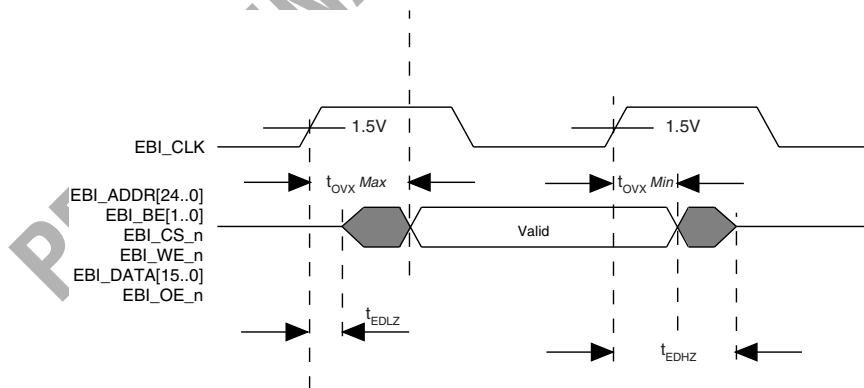 1.5V
1.5V
EBI_CLK
tOVX Max
tOVX Min
EBI_ADDR[24..0]
EBI_BE[1..0]
EBI_CS_n
EBI_WE_n
EBI_DATA[15..0]
EBI_OE_n
Valid
tEDLZ
tEDHZ